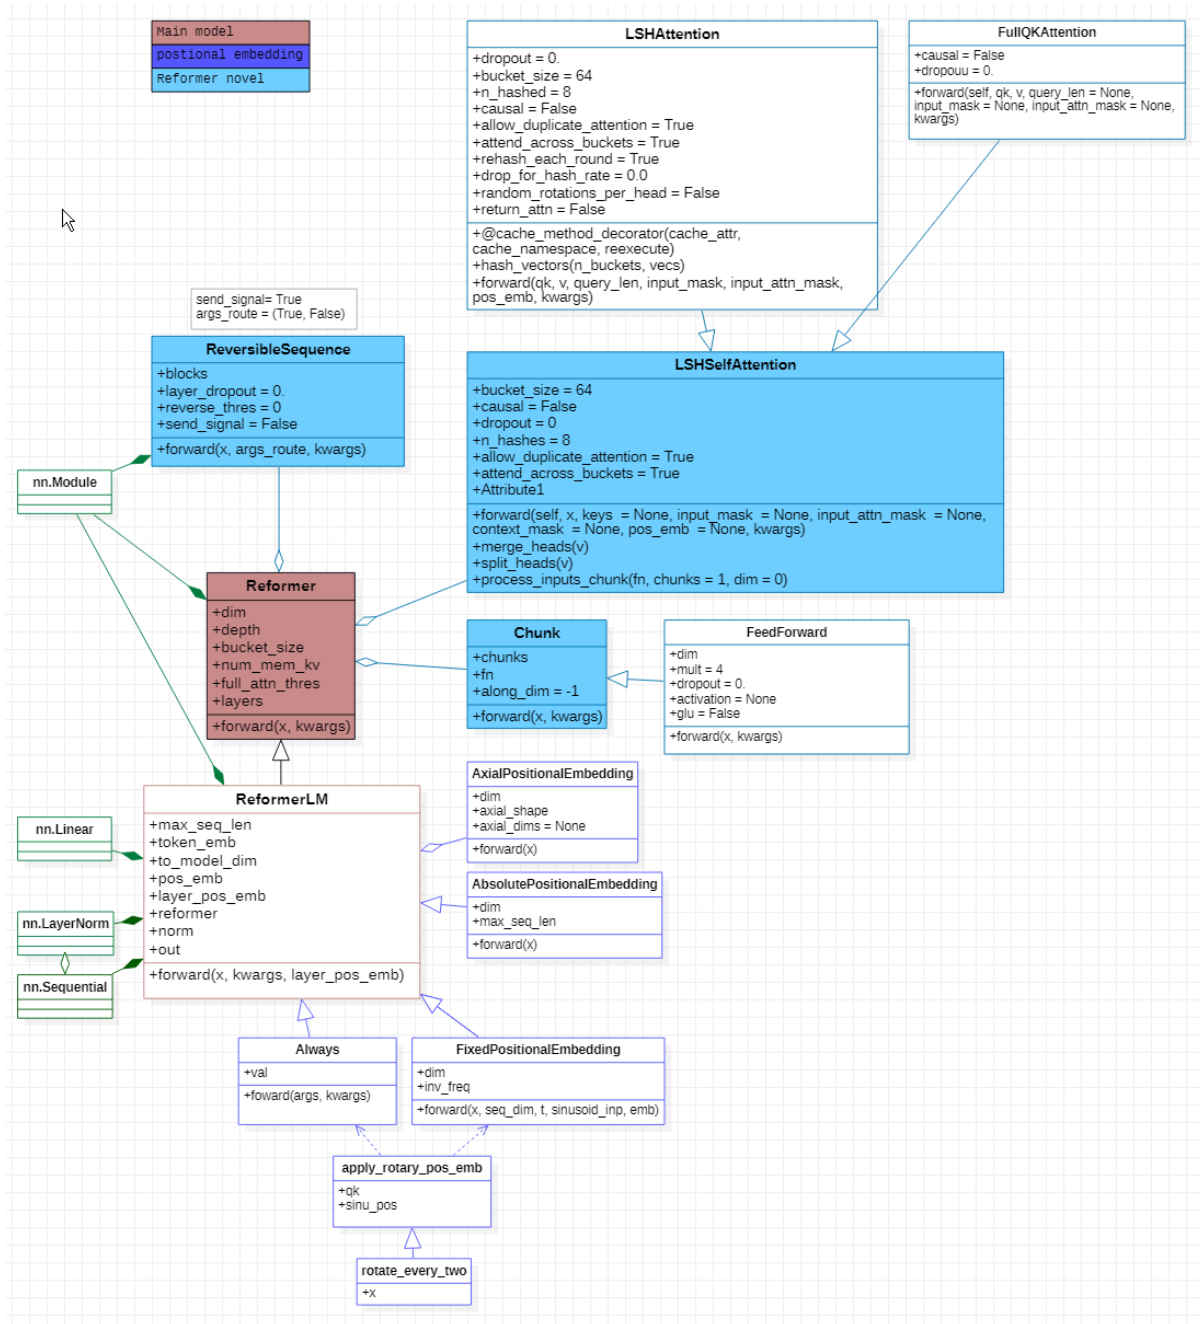 Main model
postional embedding
Reformer novel
LSHAttention
+dropout = 0.
+bucket_size = 64
+n_hashed = 8
+causal = False
+allow_duplicate_attention = True
+attend_across_buckets = True
+rehash_each_round = True
+drop_for_hash_rate = 0.0
+random_rotations_per_head = False
+return_attn = False
+@cache_method_decorator(cache_attr,
cache_namespace, reexecute)
+hash_vectors(n_buckets, vecs)
+forward(qk, v, query_len, input_mask, input_attn_mask,
pos_emb, kwargs)
FullQKAttention
+causal = False
+dropouu = 0.
+forward(self, qk, v, query_len = None,
input_mask = None, input_attn_mask = None,
kwargs)
send_signal= True
args_route = (True, False)
ReversibleSequence
+blocks
+layer_dropout = 0.
+reverse_thres = 0
+send_signal = False
+forward(x, args_route, kwargs)
LSHSelfAttention
+bucket_size = 64
+causal = False
+dropout = 0
+n_hashes = 8
+allow_duplicate_attention = True
+attend_across_buckets = True
+Attribute1
+forward(self, x, keys = None, input_mask = None, input_attn_mask = None,
context_mask = None, pos_emb = None, kwargs)
+merge_heads(v)
+split_heads(v)
+process_inputs_chunk(fn, chunks = 1, dim = 0)
nn.Module
Reformer
+dim
+depth
+bucket_size
+num_mem_kv
+full_attn_thres
+layers
+forward(x, kwargs)
Chunk
+chunks
+fn
+along_dim = -1
+forward(x, kwargs)
FeedForward
+dim
+mult = 4
+dropout = 0.
+activation = None
+glu = False
+forward(x, kwargs)
ReformerLM
+max_seq_len
+token_emb
+to_model_dim
+pos_emb
+layer_pos_emb
+reformer
+norm
+out
+forward(x, kwargs, layer_pos_emb)
AxialPositionalEmbedding
+dim
+axial_shape
+axial_dims = None
+forward(x)
AbsolutePositionalEmbedding
+dim
+max_seq_len
+forward(x)
nn.Linear
nn.LayerNorm
nn.Sequential
Always
+val
+foward(args, kwargs)
FixedPositionalEmbedding
+dim
+inv_freq
+forward(x, seq_dim, t, sinusoid_inp, emb)
apply_rotary_pos_emb
+qk
+sinu_pos
rotate_every_two
+x